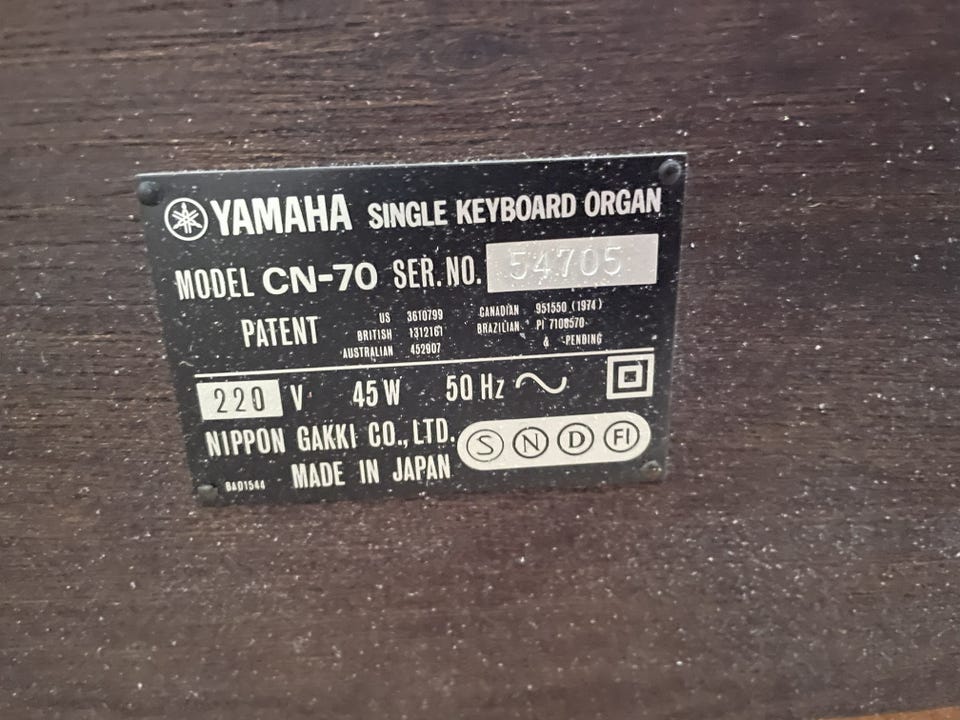 YAMAHA SINGLE KEYBOARD ORGAN
MODEL CN-70 SER. NO. 54705
PATENT
US 3610799
BRITISH 1312161
AUSTRALIAN 452907
CANADIAN 951550 (1974)
BRAZILIAN PI 7108570
& PENDING
220 V 45 W 50 Hz
NIPPON GAKKI CO., LTD.
S N D FI
MADE IN JAPAN